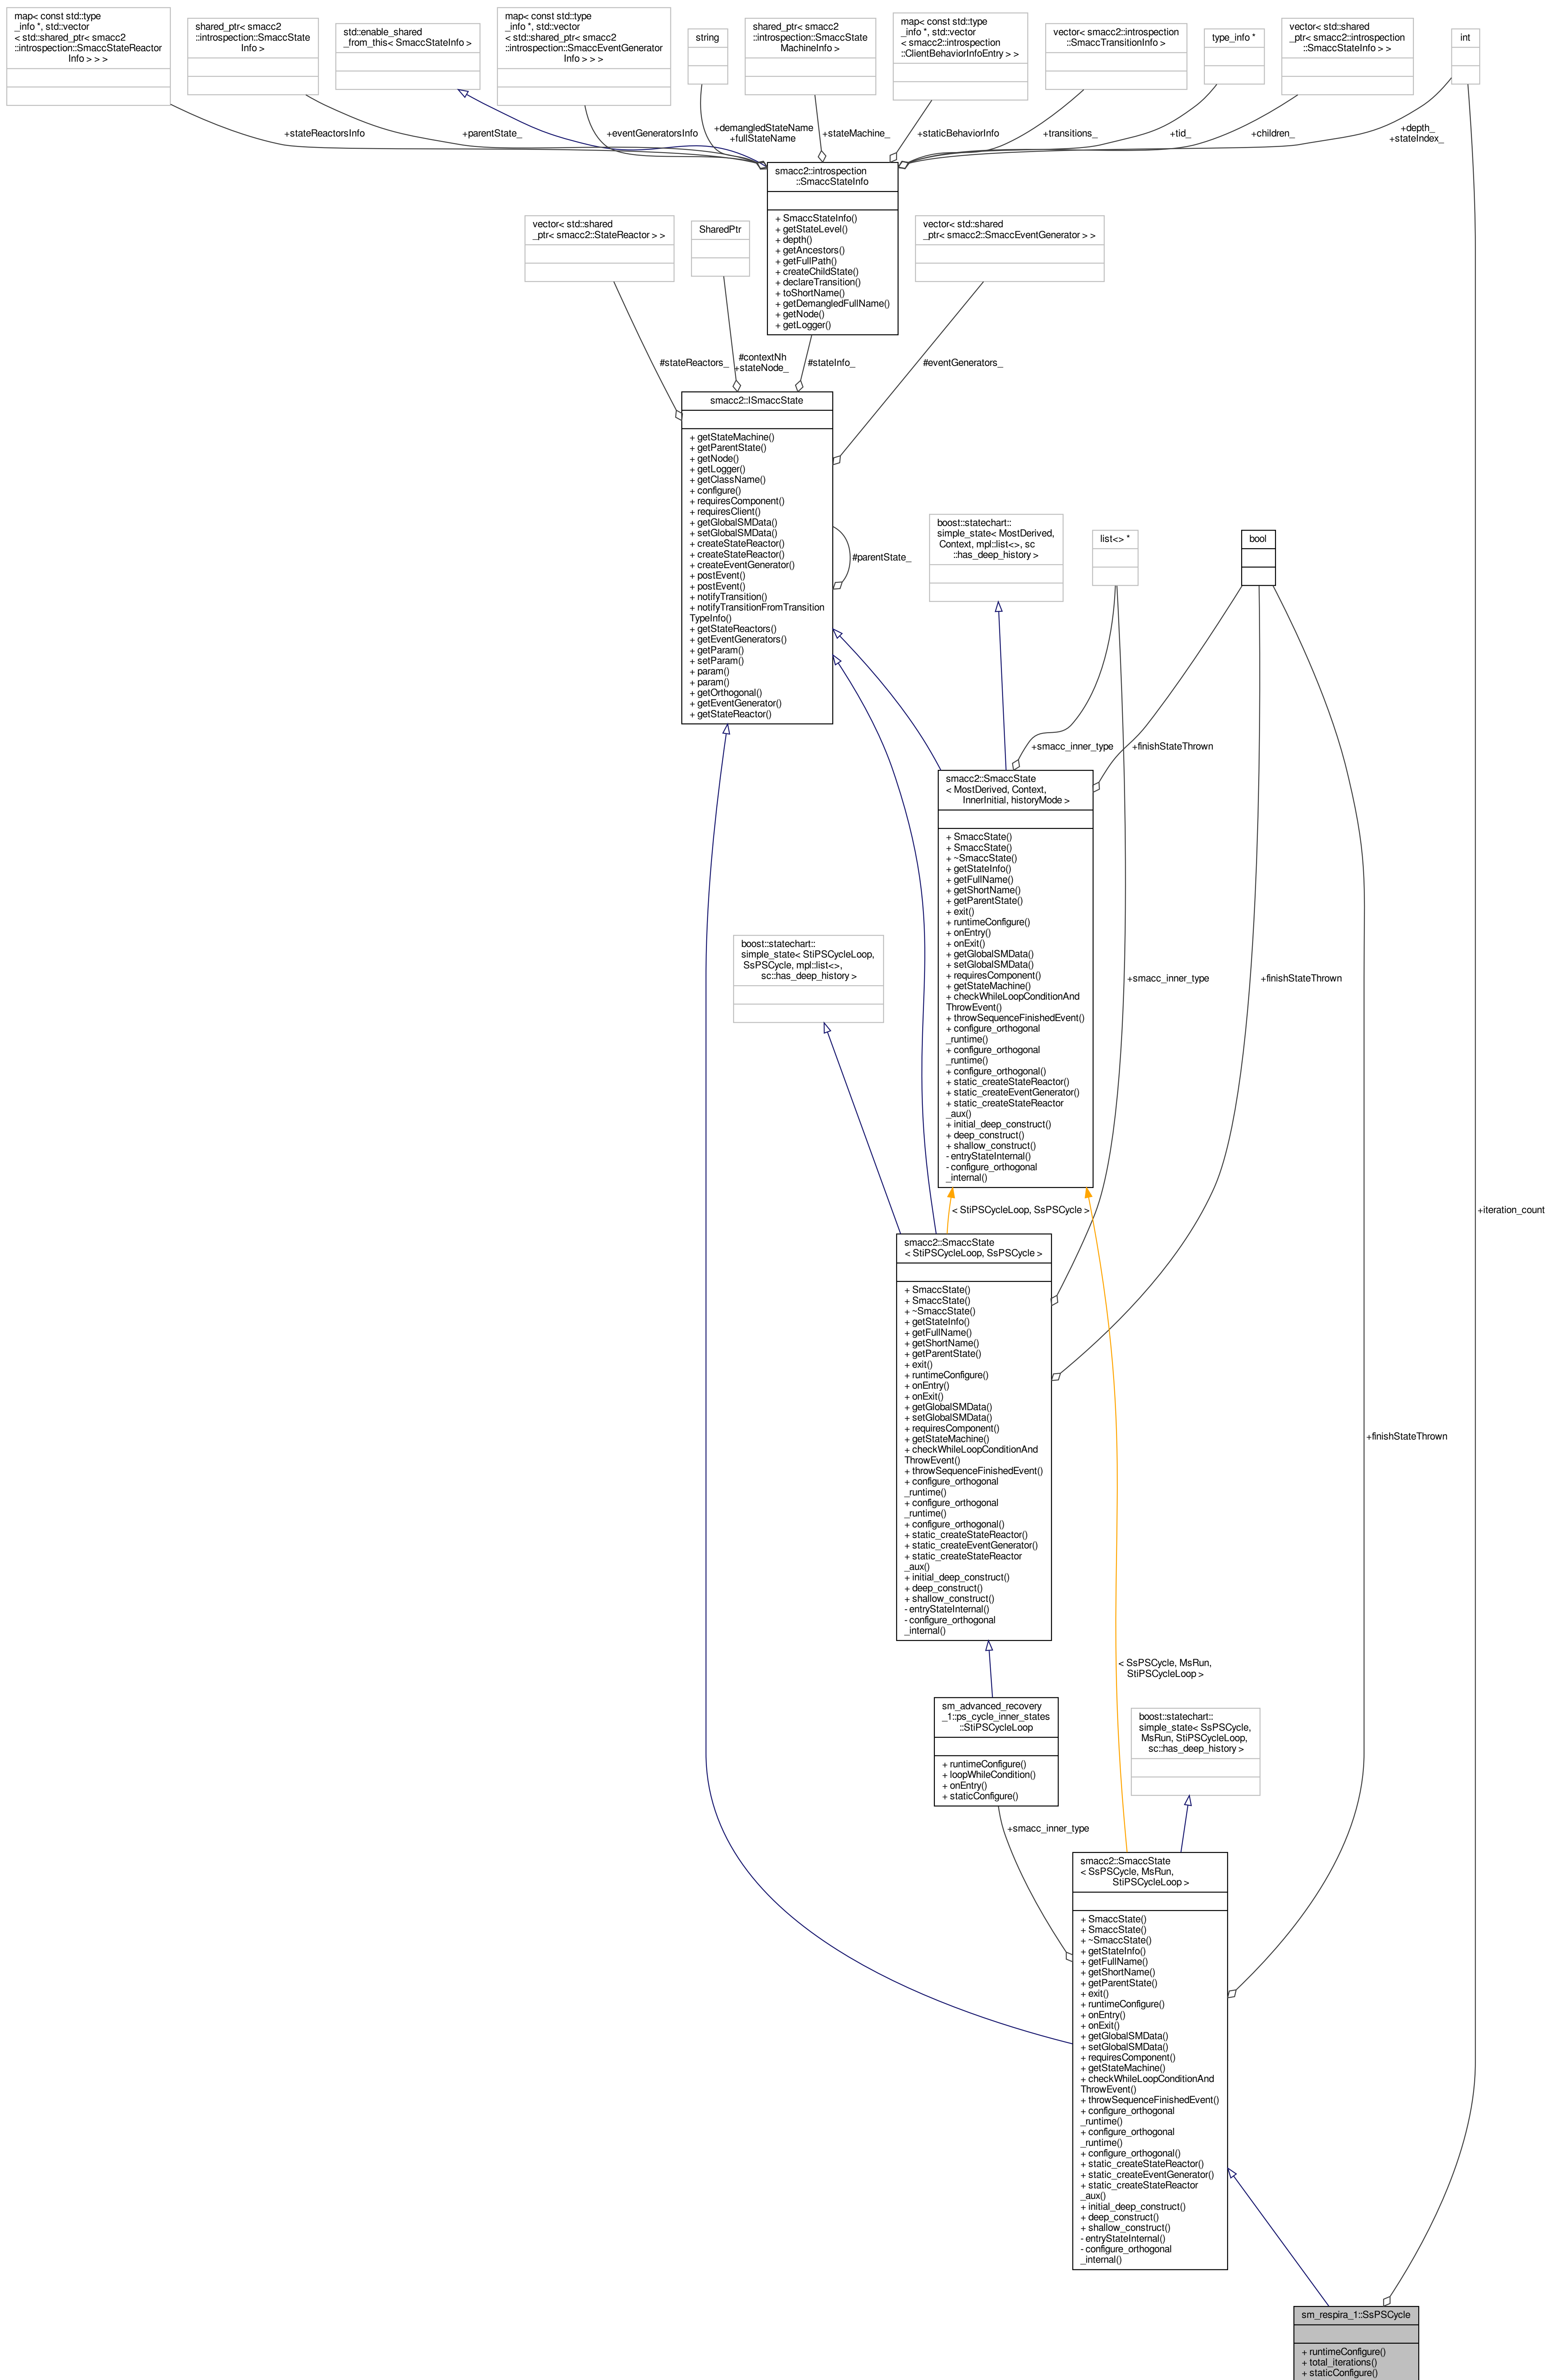 map< const std::type
_info *, std::vector
< std::shared_ptr< smacc2
::introspection::SmaccStateReactor
Info > > >
shared_ptr< smacc2
::introspection::SmaccState
Info >
std::enable_shared
_from_this< SmaccStateInfo >
map< const std::type
_info *, std::vector
< std::shared_ptr< smacc2
::introspection::SmaccEventGenerator
Info > > >
string
shared_ptr< smacc2
::introspection::SmaccState
MachineInfo >
map< const std::type
_info *, std::vector
< smacc2::introspection
::ClientBehaviorInfoEntry > >
vector< smacc2::introspection
::SmaccTransitionInfo >
type_info *
vector< std::shared
_ptr< smacc2::introspection
::SmaccStateInfo > >
int
+stateReactorsInfo
+parentState_
+eventGeneratorsInfo
+demangledStateName
+fullStateName
+stateMachine_
+staticBehaviorInfo
+transitions_
+tid_
+children_
+depth_
+stateIndex_
smacc2::introspection
::SmaccStateInfo
+ SmaccStateInfo()
+ getStateLevel()
+ depth()
+ getAncestors()
+ getFullPath()
+ createChildState()
+ declareTransition()
+ toShortName()
+ getDemangledFullName()
+ getNode()
+ getLogger()
vector< std::shared
_ptr< smacc2::StateReactor > >
SharedPtr
vector< std::shared
_ptr< smacc2::SmaccEventGenerator > >
#stateReactors_
#contextNh
+stateNode_
#stateInfo_
#eventGenerators_
smacc2::ISmaccState
+ getStateMachine()
+ getParentState()
+ getNode()
+ getLogger()
+ getClassName()
+ configure()
+ requiresComponent()
+ requiresClient()
+ getGlobalSMData()
+ setGlobalSMData()
+ createStateReactor()
+ createStateReactor()
+ createEventGenerator()
+ postEvent()
+ postEvent()
+ notifyTransition()
+ notifyTransitionFromTransition
TypeInfo()
+ getStateReactors()
+ getEventGenerators()
+ getParam()
+ setParam()
+ param()
+ param()
+ getOrthogonal()
+ getEventGenerator()
+ getStateReactor()
#parentState_
boost::statechart::
simple_state< MostDerived,
Context, mpl::list<>, sc
::has_deep_history >
list<> *
bool
+smacc_inner_type
+finishStateThrown
smacc2::SmaccState
< MostDerived, Context,
InnerInitial, historyMode >
+ SmaccState()
+ SmaccState()
+ ~SmaccState()
+ getStateInfo()
+ getFullName()
+ getShortName()
+ getParentState()
+ exit()
+ runtimeConfigure()
+ onEntry()
+ onExit()
+ getGlobalSMData()
+ setGlobalSMData()
+ requiresComponent()
+ getStateMachine()
+ checkWhileLoopConditionAnd
ThrowEvent()
+ throwSequenceFinishedEvent()
+ configure_orthogonal
_runtime()
+ configure_orthogonal
_runtime()
+ configure_orthogonal()
+ static_createStateReactor()
+ static_createEventGenerator()
+ static_createStateReactor
_aux()
+ initial_deep_construct()
+ deep_construct()
+ shallow_construct()
- entryStateInternal()
- configure_orthogonal
_internal()
boost::statechart::
simple_state< StiPSCycleLoop,
SsPSCycle, mpl::list<>,
sc::has_deep_history >
+smacc_inner_type
+finishStateThrown
< StiPSCycleLoop, SsPSCycle >
+iteration_count
smacc2::SmaccState
< StiPSCycleLoop, SsPSCycle >
+ SmaccState()
+ SmaccState()
+ ~SmaccState()
+ getStateInfo()
+ getFullName()
+ getShortName()
+ getParentState()
+ exit()
+ runtimeConfigure()
+ onEntry()
+ onExit()
+ getGlobalSMData()
+ setGlobalSMData()
+ requiresComponent()
+ getStateMachine()
+ checkWhileLoopConditionAnd
ThrowEvent()
+ throwSequenceFinishedEvent()
+ configure_orthogonal
_runtime()
+ configure_orthogonal
_runtime()
+ configure_orthogonal()
+ static_createStateReactor()
+ static_createEventGenerator()
+ static_createStateReactor
_aux()
+ initial_deep_construct()
+ deep_construct()
+ shallow_construct()
- entryStateInternal()
- configure_orthogonal
_internal()
+finishStateThrown
< SsPSCycle, MsRun,
StiPSCycleLoop >
sm_advanced_recovery
_1::ps_cycle_inner_states
::StiPSCycleLoop
+ runtimeConfigure()
+ loopWhileCondition()
+ onEntry()
+ staticConfigure()
boost::statechart::
simple_state< SsPSCycle,
MsRun, StiPSCycleLoop,
sc::has_deep_history >
+smacc_inner_type
smacc2::SmaccState
< SsPSCycle, MsRun,
StiPSCycleLoop >
+ SmaccState()
+ SmaccState()
+ ~SmaccState()
+ getStateInfo()
+ getFullName()
+ getShortName()
+ getParentState()
+ exit()
+ runtimeConfigure()
+ onEntry()
+ onExit()
+ getGlobalSMData()
+ setGlobalSMData()
+ requiresComponent()
+ getStateMachine()
+ checkWhileLoopConditionAnd
ThrowEvent()
+ throwSequenceFinishedEvent()
+ configure_orthogonal
_runtime()
+ configure_orthogonal
_runtime()
+ configure_orthogonal()
+ static_createStateReactor()
+ static_createEventGenerator()
+ static_createStateReactor
_aux()
+ initial_deep_construct()
+ deep_construct()
+ shallow_construct()
- entryStateInternal()
- configure_orthogonal
_internal()
sm_respira_1::SsPSCycle
+ runtimeConfigure()
+ total_iterations()
+ staticConfigure()